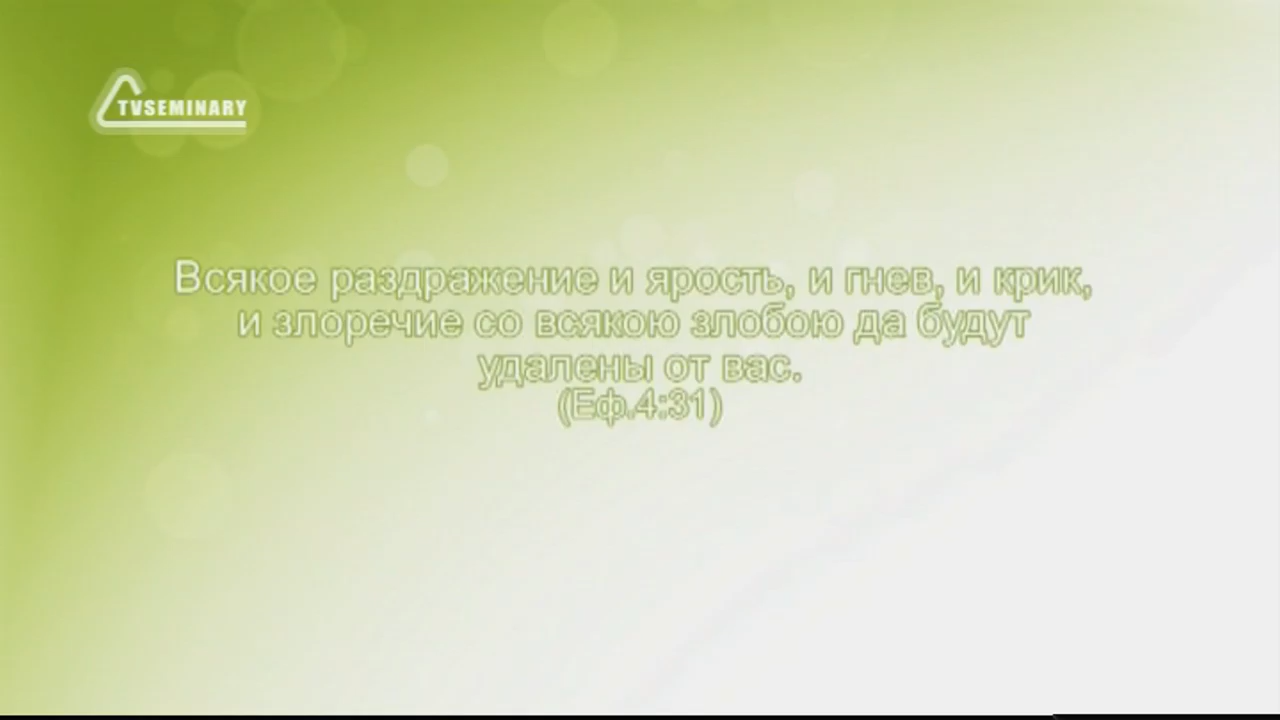 TVSEMINARY
Всякое раздражение и ярость, и гнев, и крик,
и злоречие со всякою злобою да будут
удалены от вас.
(Еф.4:31)